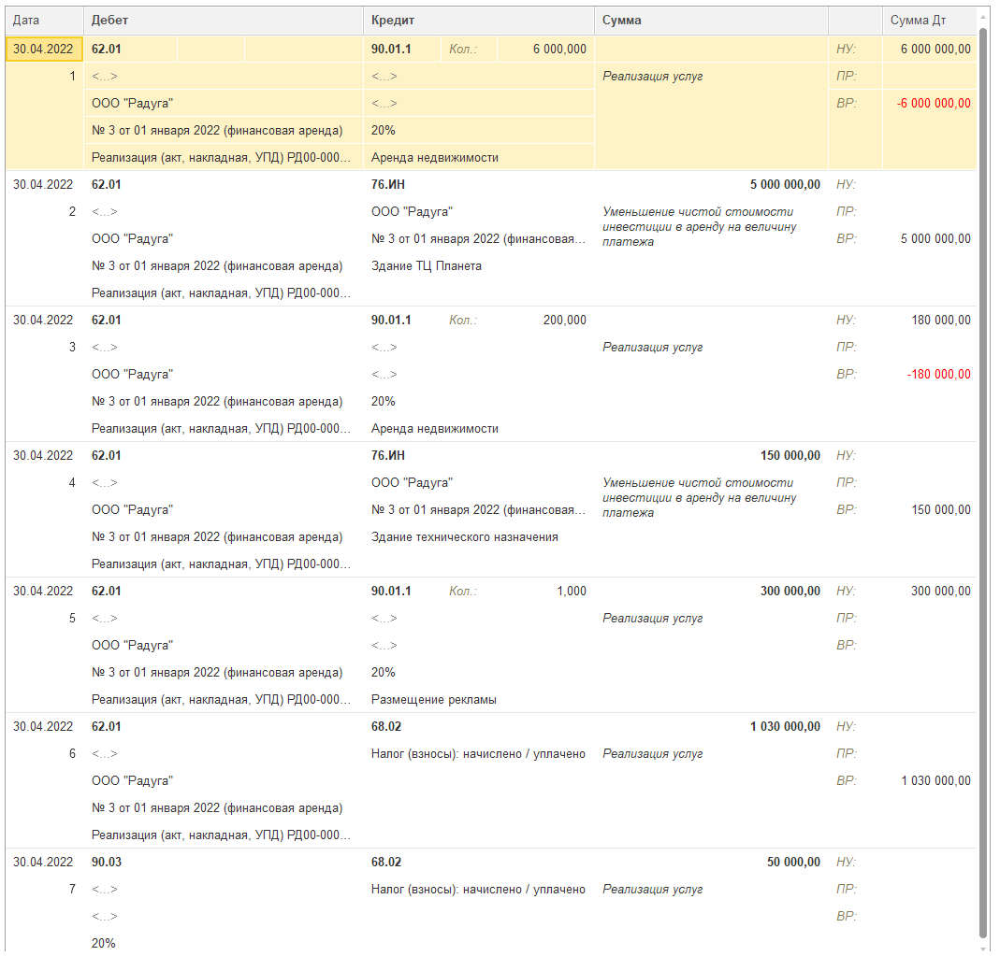 Дата Дебет Кредит Сумма Сумма Дт
30.04.2022 62.01 90.01.1 Кол.: 6 000,000 НУ: 6 000 000,00
1 <...> <...> Реализация услуг ПР:
ООО "Радуга" <...> ВР: -6 000 000,00
№ 3 от 01 января 2022 (финансовая аренда) 20%
Реализация (акт, накладная, УПД) РД00-000... Аренда недвижимости
30.04.2022 62.01 76.ИН 5 000 000,00 НУ:
2 <...> ООО "Радуга" Уменьшение чистой стоимости ПР:
инвестиции в аренду на величину
ООО "Радуга" № 3 от 01 января 2022 (финансовая... платежа ВР: 5 000 000,00
№ 3 от 01 января 2022 (финансовая аренда) Здание ТЦ Планета
Реализация (акт, накладная, УПД) РД00-000...
30.04.2022 62.01 90.01.1 Кол.: 200,000 НУ: 180 000,00
3 <...> <...> Реализация услуг ПР:
ООО "Радуга" <...> ВР: -180 000,00
№ 3 от 01 января 2022 (финансовая аренда) 20%
Реализация (акт, накладная, УПД) РД00-000... Аренда недвижимости
30.04.2022 62.01 76.ИН 150 000,00 НУ:
4 <...> ООО "Радуга" Уменьшение чистой стоимости ПР:
инвестиции в аренду на величину
ООО "Радуга" № 3 от 01 января 2022 (финансовая... платежа ВР: 150 000,00
№ 3 от 01 января 2022 (финансовая аренда) Здание технического назначения
Реализация (акт, накладная, УПД) РД00-000...
30.04.2022 62.01 90.01.1 Кол.: 1,000 300 000,00 НУ: 300 000,00
5 <...> <...> Реализация услуг ПР:
ООО "Радуга" <...> ВР:
№ 3 от 01 января 2022 (финансовая аренда) 20%
Реализация (акт, накладная, УПД) РД00-000... Размещение рекламы
30.04.2022 62.01 68.02 1 030 000,00 НУ:
6 <...> Налог (взносы): начислено / уплачено Реализация услуг ПР:
ООО "Радуга" ВР: 1 030 000,00
№ 3 от 01 января 2022 (финансовая аренда)
Реализация (акт, накладная, УПД) РД00-000...
30.04.2022 90.03 68.02 50 000,00 НУ:
7 <...> Налог (взносы): начислено / уплачено Реализация услуг ПР:
<...> ВР:
20%